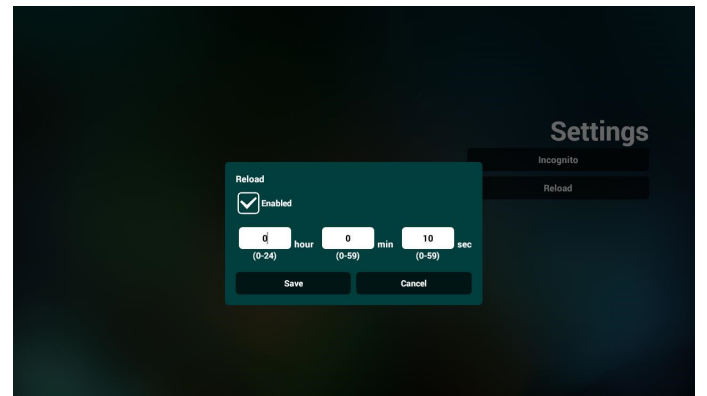 Settings
Incognito
Reload
Reload
Enabled
0 hour 0 min 10 sec
(0-24) (0-59) (0-59)
Save Cancel